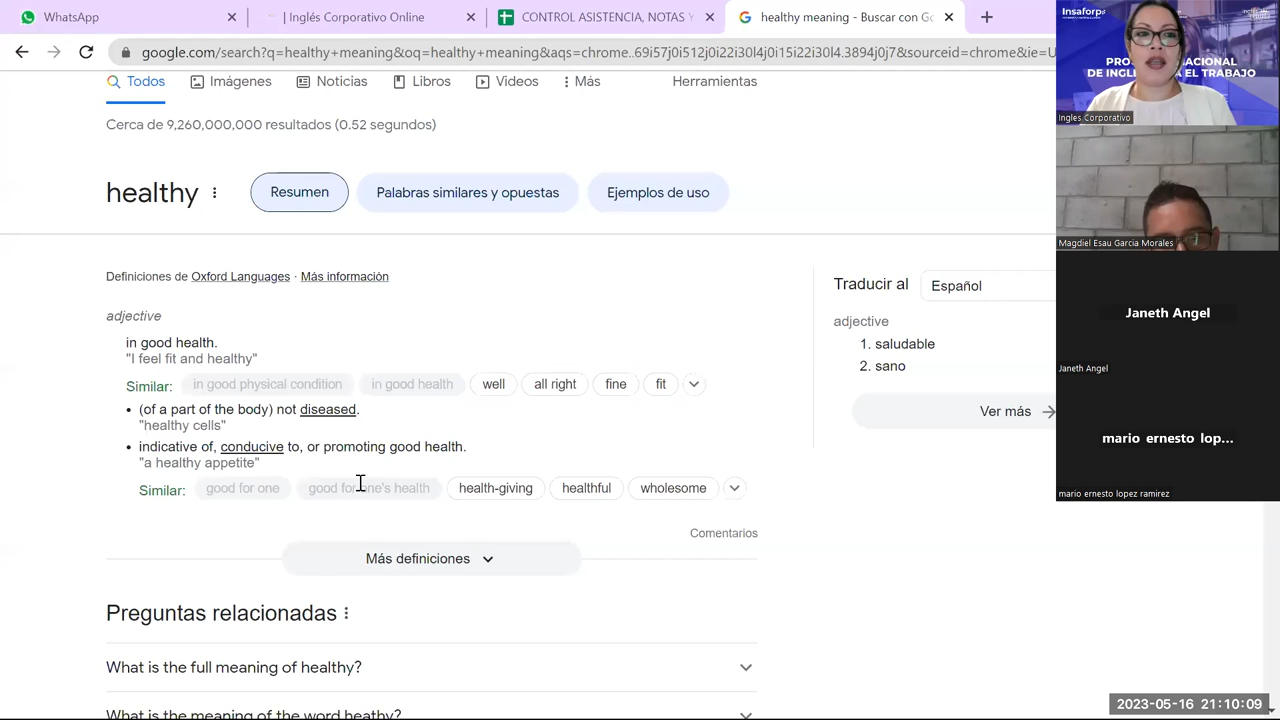 WhatsApp
Inglés Corpora
nline
healthy meaning - Buscar con Go
google.com/search?q=healthy+meaning&oq=healthy+meaning&aqs=chrome..69i57j0i512j0i22i30l4j0i15i22i30l4.3894j0j7&sourceid=chrome&ie=U
Todos
Imágenes
Noticias
Libros
Videos
Más
Herramientas
Cerca de 9,260,000,000 resultados (0.52 segundos)
healthy
Resumen
Palabras similares y opuestas
Ejemplos de uso
Definiciones de Oxford Languages · Más información
adjective
in good health.
"I feel fit and healthy"
Similar: in good physical condition in good health well all right fine fit
• (of a part of the body) not diseased.
"healthy cells"
• indicative of, conducive to, or promoting good health.
"a healthy appetite"
Similar: good for one good for one's health health-giving healthful wholesome
Comentarios
Más definiciones
Preguntas relacionadas
What is the full meaning of healthy?
What is the meaning of the word heathy?
Traducir al Español
adjective
1. saludable
2. sano
Ver más
Insaforp
Ingles Corporativo
Magdiel Esau Garcia Morales
Janeth Angel
Janeth Angel
mario ernesto lop...
mario ernesto lopez ramirez
2023-05-16 21:10:09